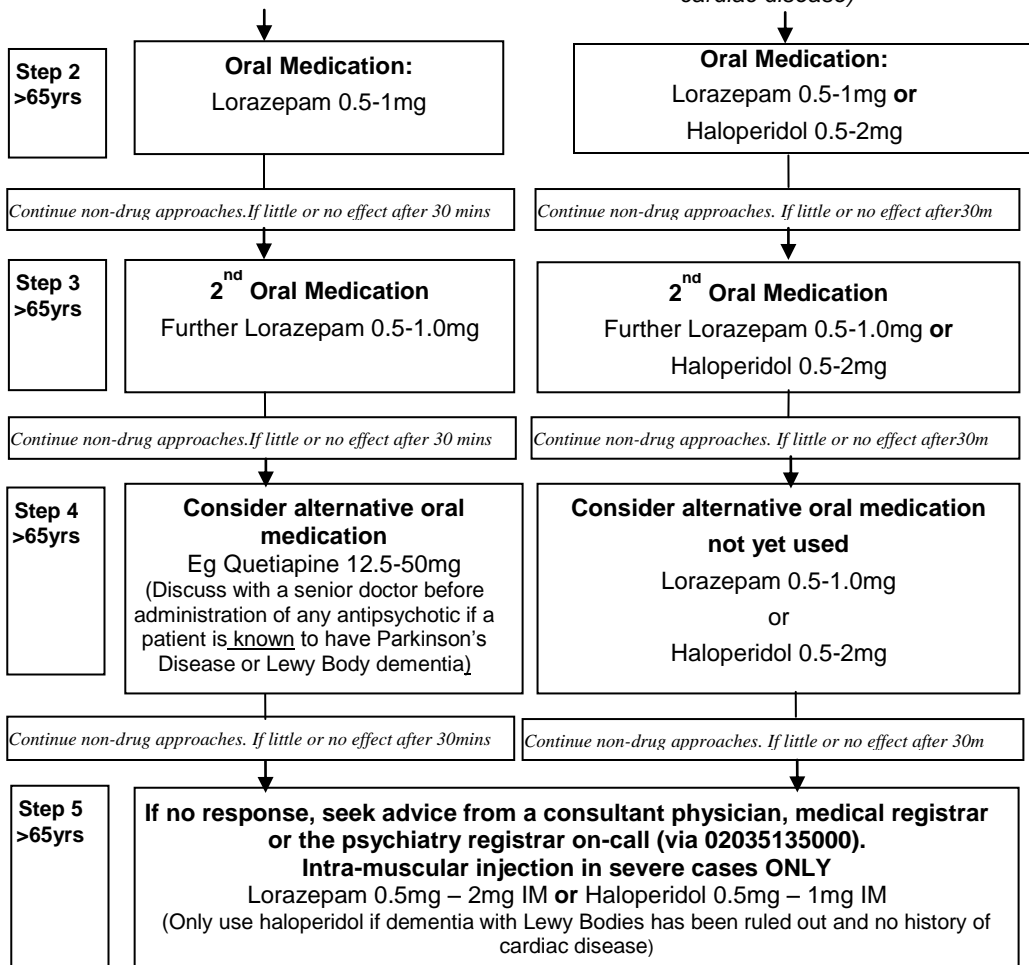 cardiac disease)
Step 2
>65yrs
Oral Medication:
Lorazepam 0.5-1mg
Oral Medication:
Lorazepam 0.5-1mg or
Haloperidol 0.5-2mg
Continue non-drug approaches.If little or no effect after 30 mins
Continue non-drug approaches. If little or no effect after30m
Step 3
>65yrs
2nd Oral Medication
Further Lorazepam 0.5-1.0mg
2nd Oral Medication
Further Lorazepam 0.5-1.0mg or
Haloperidol 0.5-2mg
Continue non-drug approaches.If little or no effect after 30 mins
Continue non-drug approaches. If little or no effect after30m
Step 4
>65yrs
Consider alternative oral
medication
Eg Quetiapine 12.5-50mg
(Discuss with a senior doctor before
administration of any antipsychotic if a
patient is known to have Parkinson's
Disease or Lewy Body dementia)
Consider alternative oral medication
not yet used
Lorazepam 0.5-1.0mg
or
Haloperidol 0.5-2mg
Continue non-drug approaches. If little or no effect after 30mins
Continue non-drug approaches. If little or no effect after 30m
Step 5
>65yrs
If no response, seek advice from a consultant physician, medical registrar
or the psychiatry registrar on-call (via 02035135000).
Intra-muscular injection in severe cases ONLY
Lorazepam 0.5mg – 2mg IM or Haloperidol 0.5mg – 1mg IM
(Only use haloperidol if dementia with Lewy Bodies has been ruled out and no history of
cardiac disease)